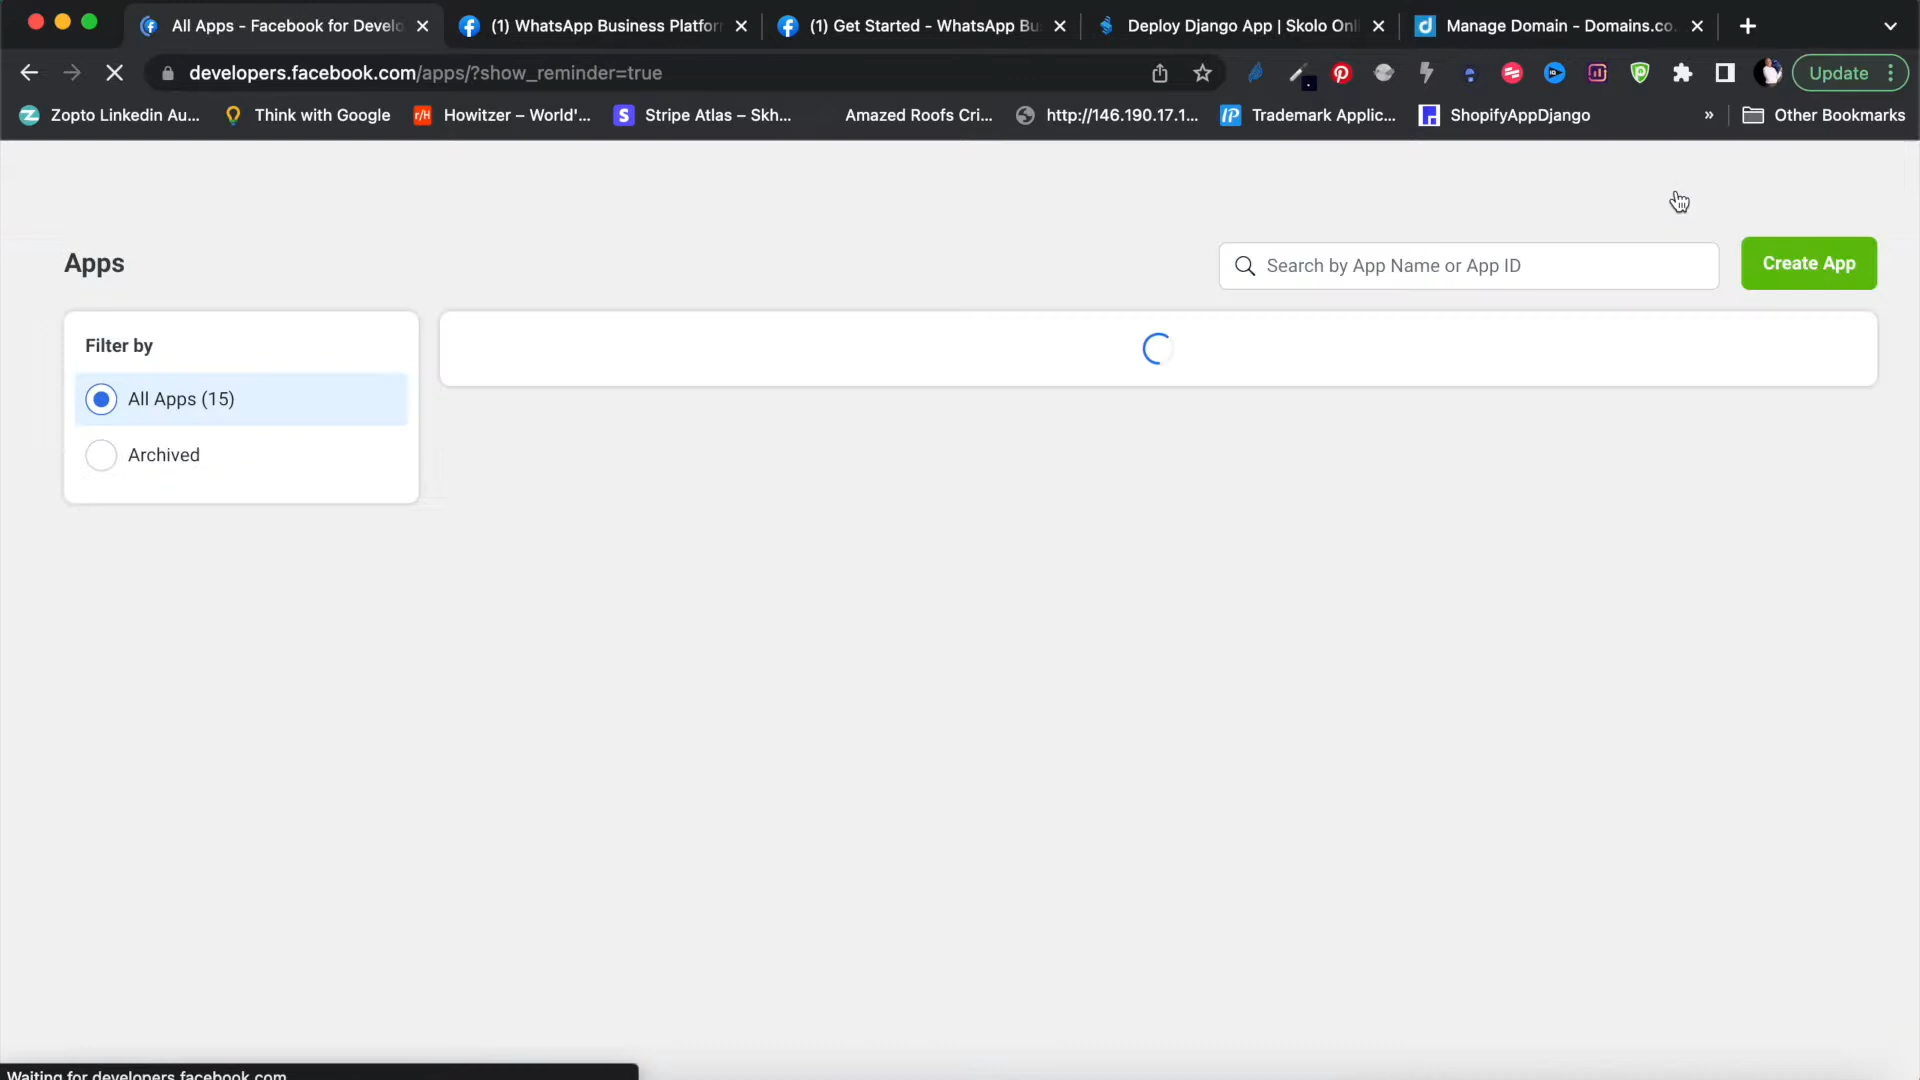 All Apps - Facebook for Develo
(1) WhatsApp Business Platfor
(1) Get Started - WhatsApp Bu
Deploy Django App | Skolo Onl
Manage Domain - Domains.co.
developers.facebook.com/apps/?show_reminder=true
Update
Zopto Linkedin Au...
Think with Google
r/H
Howitzer – World'...
S
Stripe Atlas – Skh...
Amazed Roofs Cri...
http://146.190.17.1...
IP
Trademark Applic...
ShopifyAppDjango
»
Other Bookmarks
Apps
Search by App Name or App ID
Create App
Filter by
All Apps (15)
Archived
Waiting for developers.facebook.com